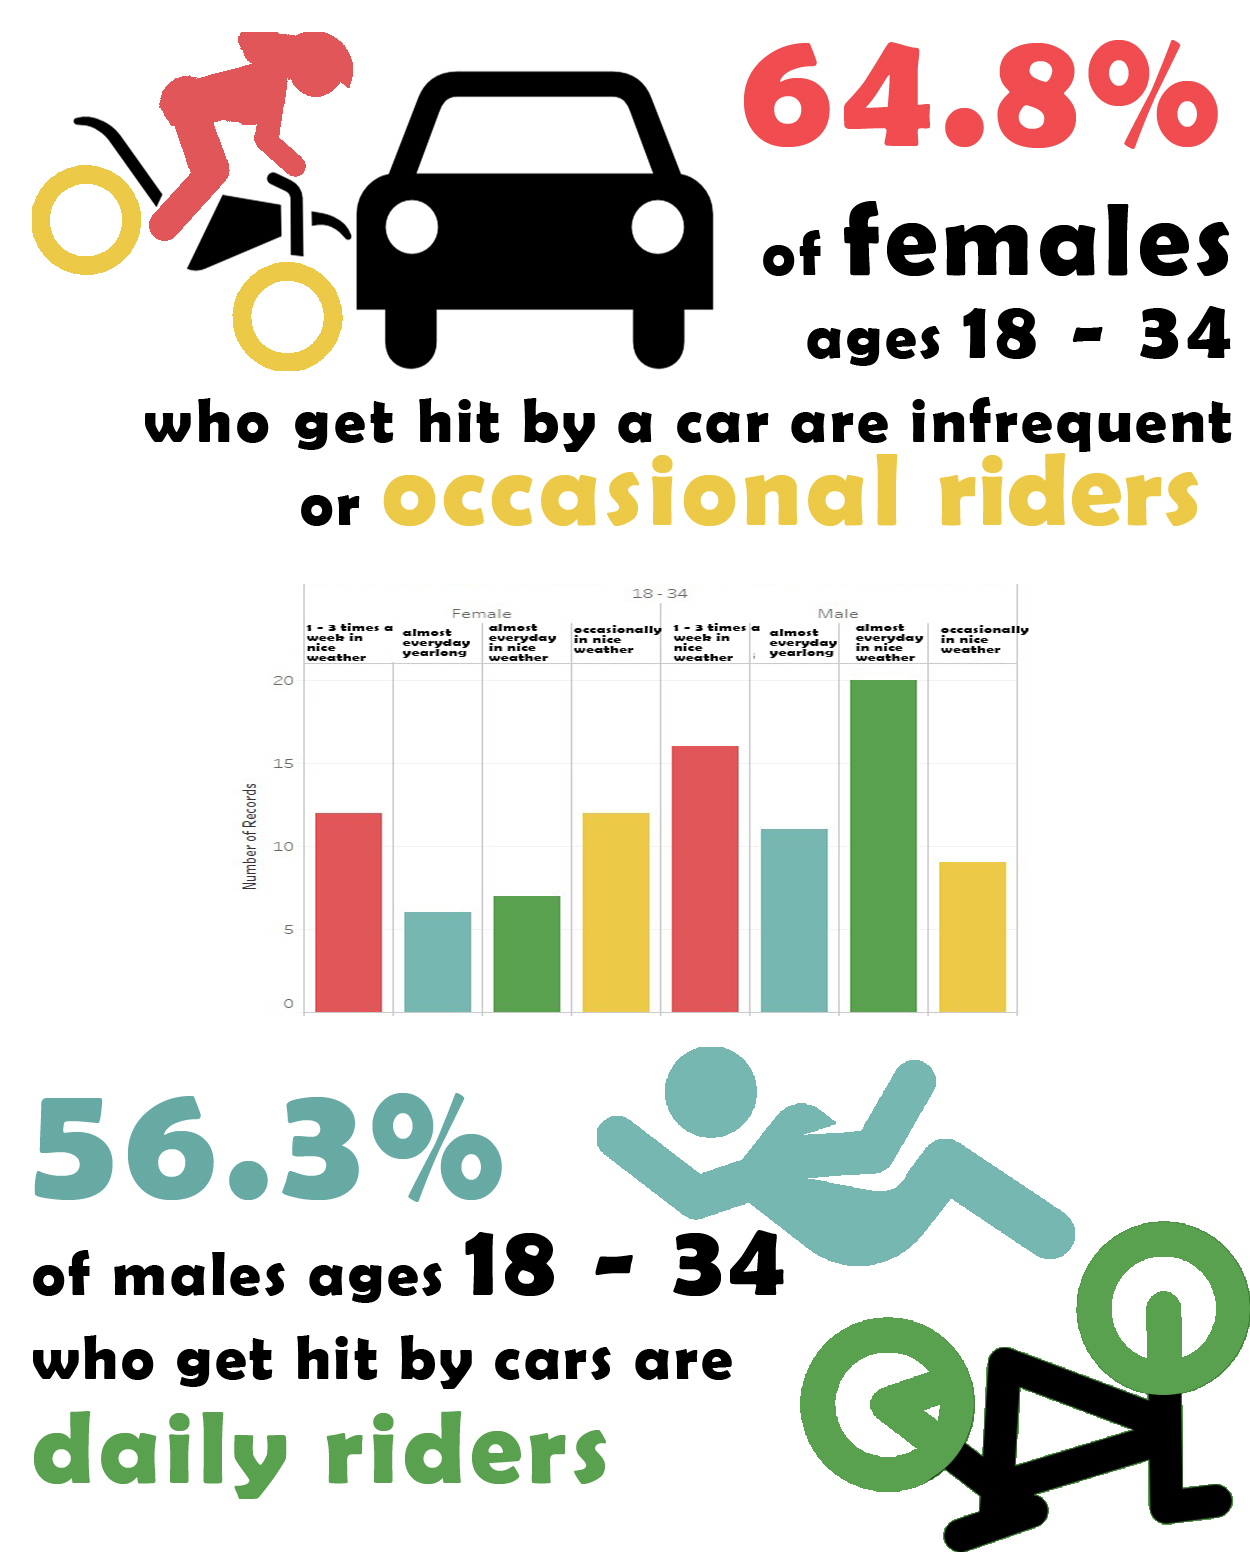 64.8%
of females
ages 18 - 34
who get hit by a car are infrequent
or occasional riders
18 - 34
Female
Male
1 - 3 times a
week in
nice
weather
almost
everyday
yearlong
almost
everyday
in nice
weather
occasionally
in nice
weather
1 - 3 times a
week in
nice
weather
almost
everyday
yearlong
almost
everyday
in nice
weather
occasionally
in nice
weather
20
15
10
5
0
Number of Records
56.3%
of males ages 18 - 34
who get hit by cars are
daily riders